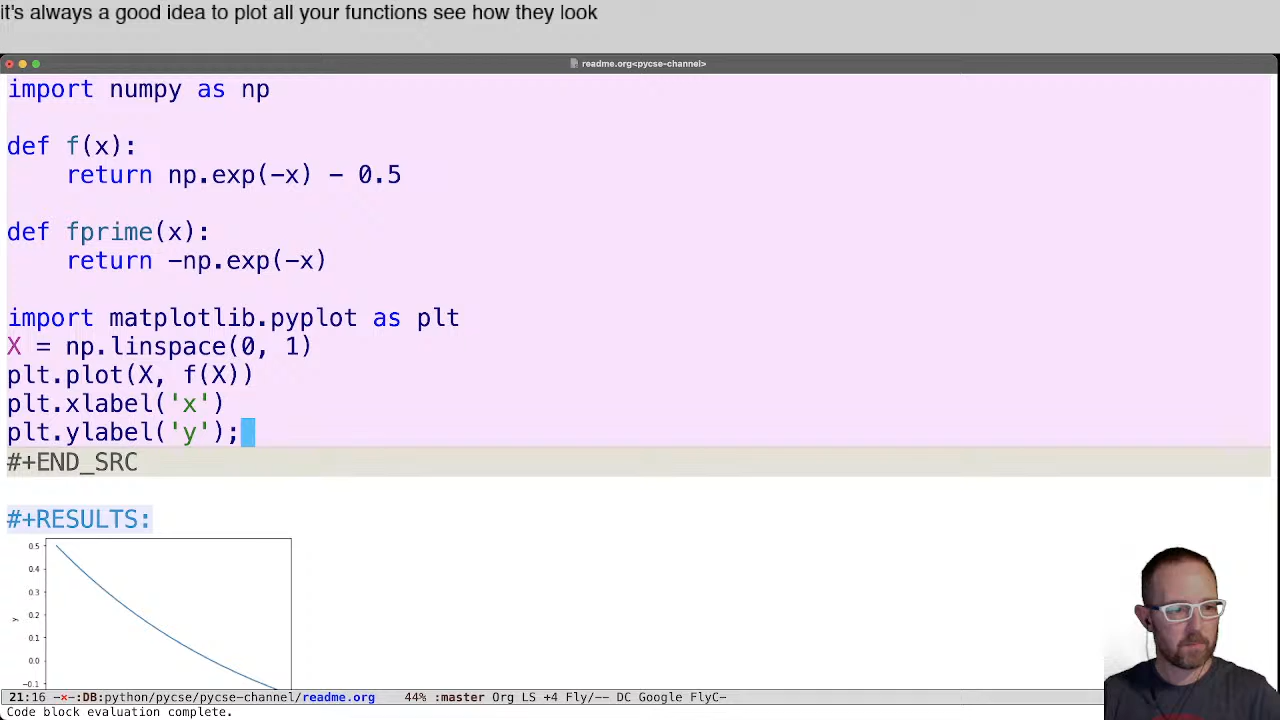 it's always a good idea to plot all your functions see how they look
readme.org<pycse-channel>
import numpy as np
def f(x):
return np.exp(-x) - 0.5
def fprime(x):
return -np.exp(-x)
import matplotlib.pyplot as plt
X = np.linspace(0, 1)
plt.plot(X, f(X))
plt.xlabel('x')
plt.ylabel('y');
#+END_SRC
#+RESULTS:
0.5
0.4
0.3
0.2
y
0.1
0.0
-0.1
21:16 -×-:DB:python/pycse/pycse-channel/readme.org 44% :master Org LS +4 Fly/-- DC Google FlyC-
Code block evaluation complete.